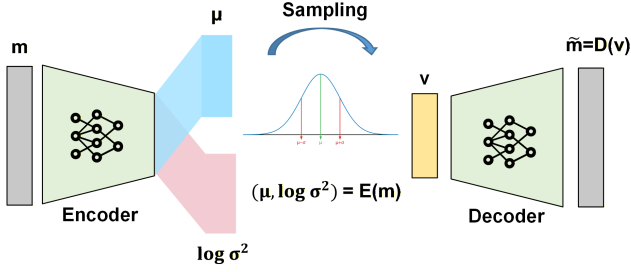 μ
Sampling
m
m̃=D(v)
v
μ-σ
μ
μ+σ
(μ, log σ²) = E(m)
Encoder
Decoder
log σ²